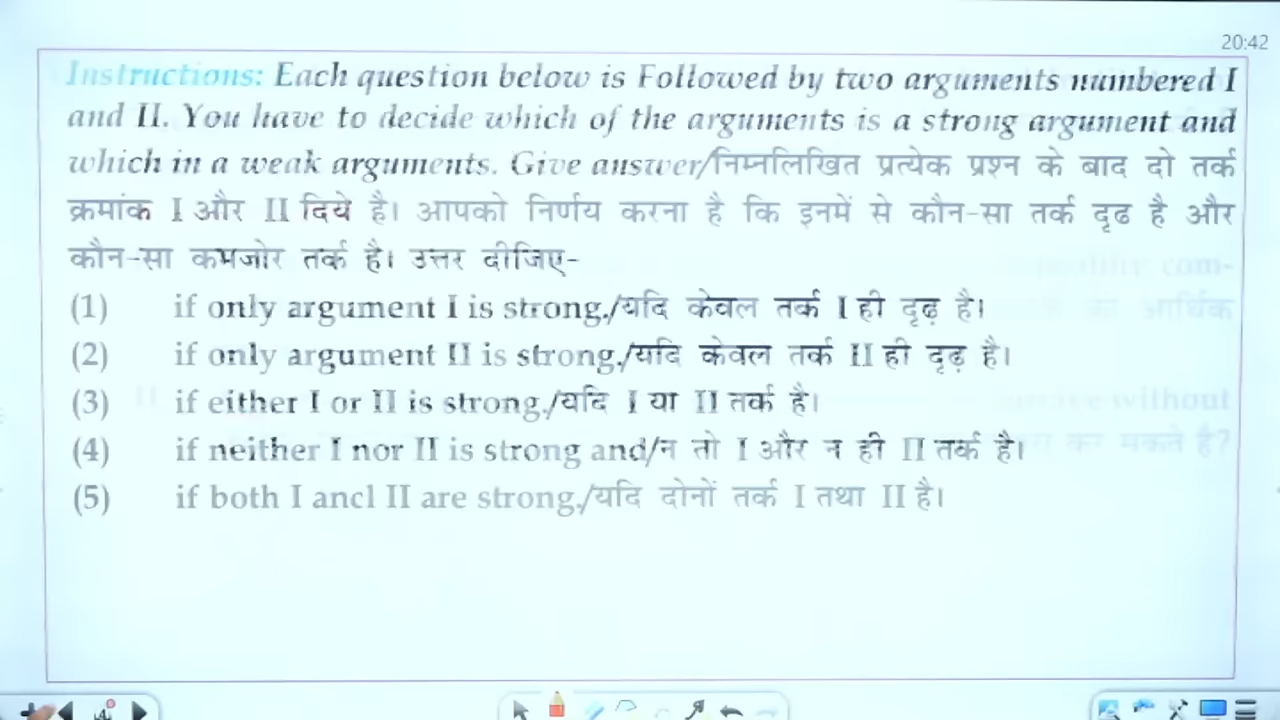 20:42
Instructions: Each question below is Followed by two arguments numbered I
and II. You have to decide which of the arguments is a strong argument and
which in a weak arguments. Give answer/निम्नलिखित प्रत्येक प्रश्न के बाद दो तर्क
क्रमांक I और II दिये है। आपको निर्णय करना है कि इनमें से कौन-सा तर्क दृढ है और
कौन-सा कमजोर तर्क है। उत्तर दीजिए-
(1) if only argument I is strong./यदि केवल तर्क I ही दृढ़ है।
(2) if only argument II is strong./यदि केवल तर्क II ही दृढ़ है।
(3) if either I or II is strong./यदि I या II तर्क है।
(4) if neither I nor II is strong and/न तो I और न ही II तर्क है।
(5) if both I ancl II are strong./यदि दोनों तर्क I तथा II है।